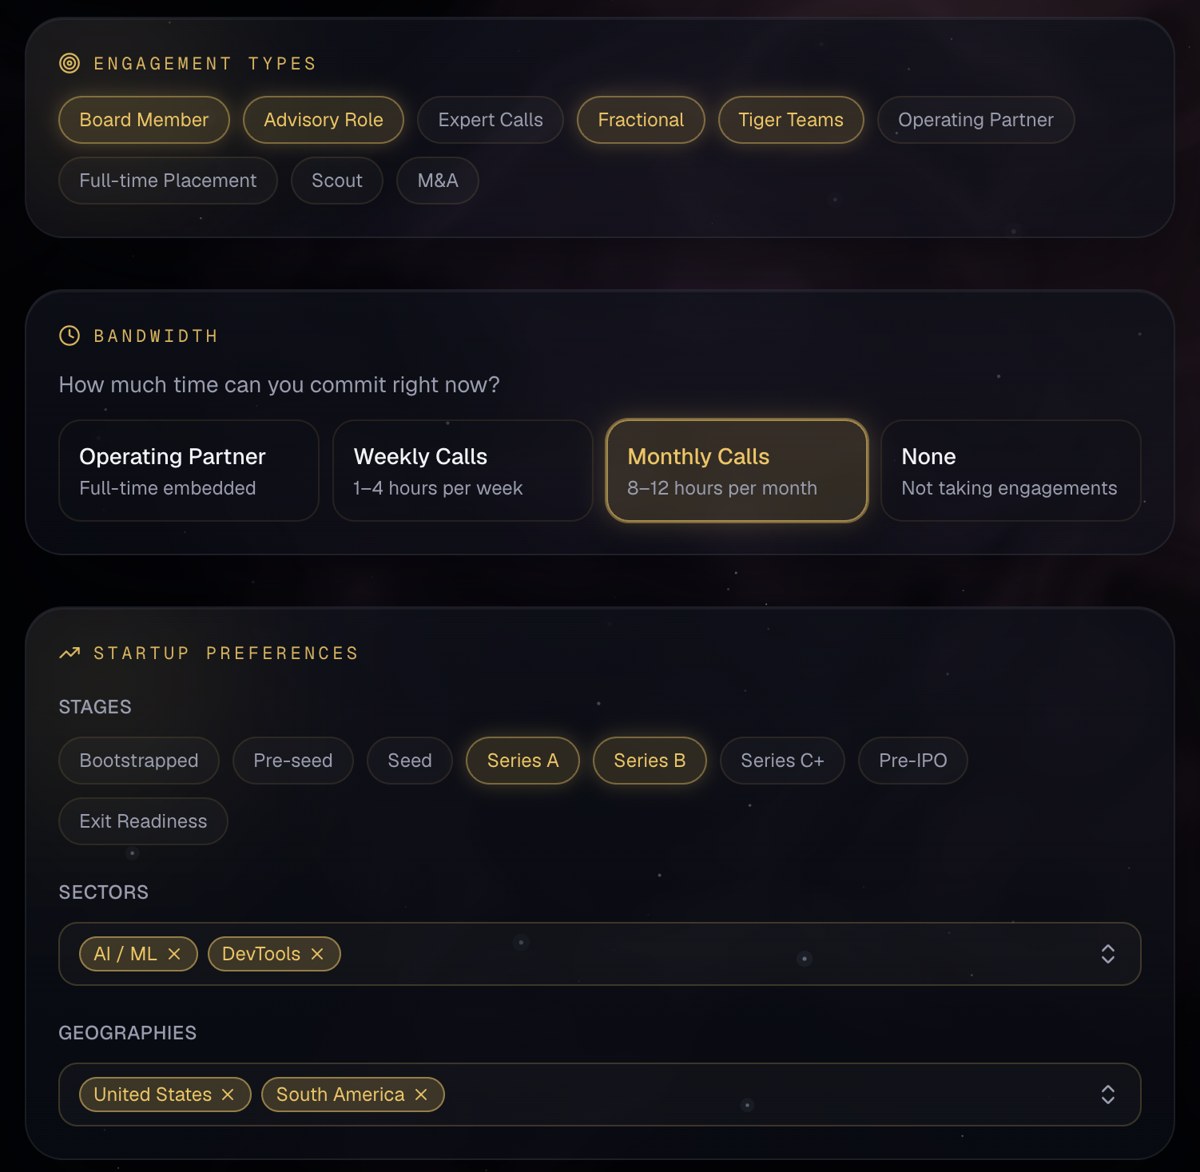 ENGAGEMENT TYPES
Board Member Advisory Role Expert Calls Fractional Tiger Teams Operating Partner
Full-time Placement Scout M&A
BANDWIDTH
How much time can you commit right now?
Operating Partner
Full-time embedded
Weekly Calls
1–4 hours per week
Monthly Calls
8–12 hours per month
None
Not taking engagements
STARTUP PREFERENCES
STAGES
Bootstrapped Pre-seed Seed Series A Series B Series C+ Pre-IPO
Exit Readiness
SECTORS
AI / ML × DevTools ×
GEOGRAPHIES
United States × South America ×